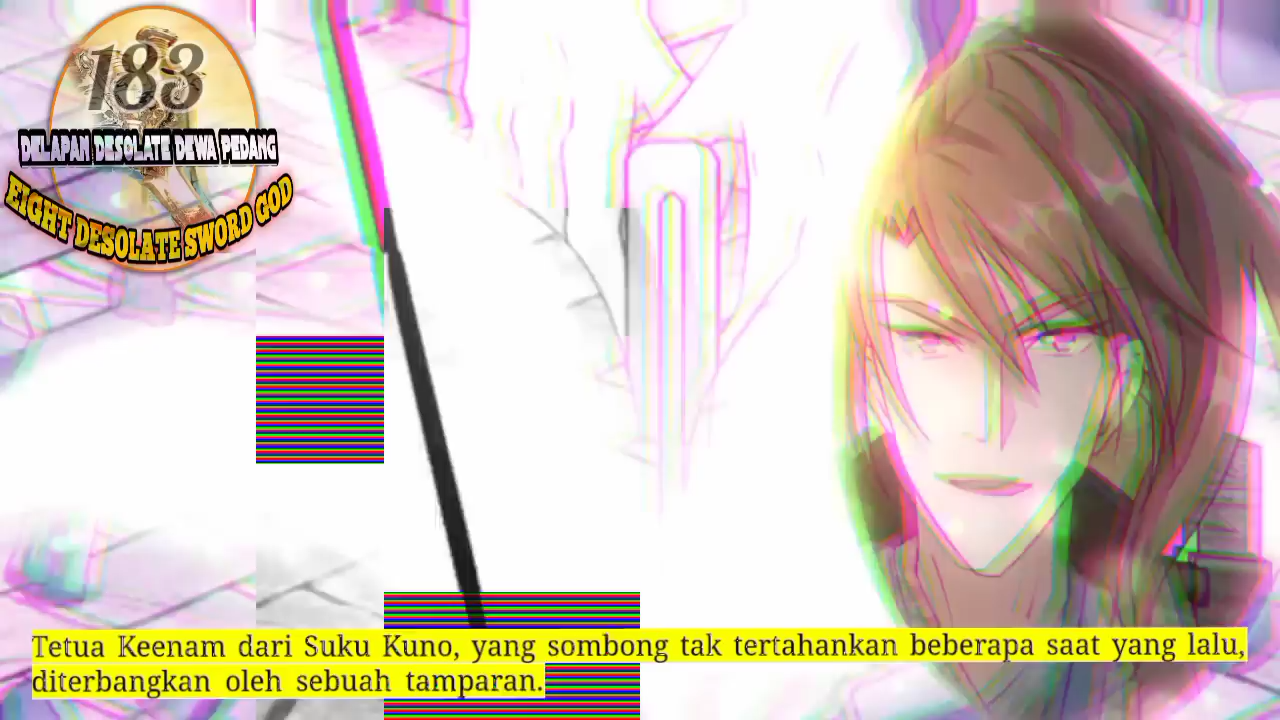 183
DELAPAN DESOLATE DEWA PEDANG
EIGHT DESOLATE SWORD GOD
Tetua Keenam dari Suku Kuno, yang sombong tak tertahankan beberapa saat yang lalu,
diterbangkan oleh sebuah tamparan.